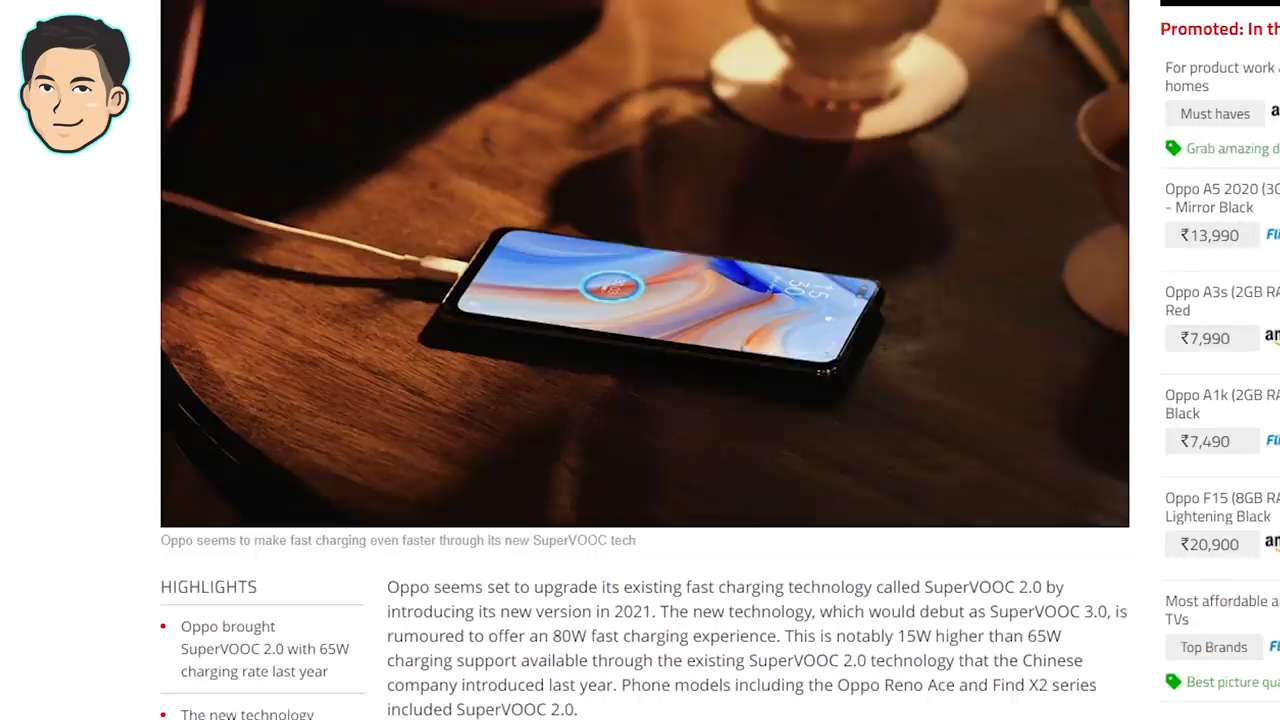 Oppo seems to make fast charging even faster through its new SuperVOOC tech
HIGHLIGHTS
Oppo brought
SuperVOOC 2.0 with 65W
charging rate last year
The new technology
Oppo seems set to upgrade its existing fast charging technology called SuperVOOC 2.0 by
introducing its new version in 2021. The new technology, which would debut as SuperVOOC 3.0, is
rumoured to offer an 80W fast charging experience. This is notably 15W higher than 65W
charging support available through the existing SuperVOOC 2.0 technology that the Chinese
company introduced last year. Phone models including the Oppo Reno Ace and Find X2 series
included SuperVOOC 2.0.
Promoted: In
For product work
homes
Must haves
Grab amazing
Oppo A5 2020
- Mirror Black
₹13,990
Oppo A3s (2GB
Red
₹7,990
Oppo A1k (2GB
Black
₹7,490
Oppo F15 (8GB
Lightening Black
₹20,900
Most affordable
TVs
Top Brands
Best picture